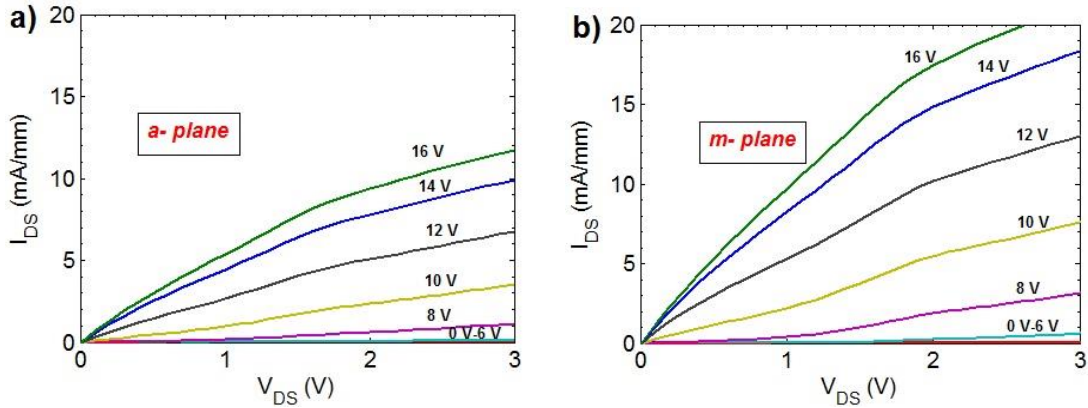 a)
20
15
10
5
0
I_DS (mA/mm)
a- plane
16 V
14 V
12 V
10 V
8 V
0 V-6 V
0 1 2 3
V_DS (V)
b)
20
15
10
5
0
I_DS (mA/mm)
m- plane
16 V
14 V
12 V
10 V
8 V
0 V-6 V
0 1 2 3
V_DS (V)